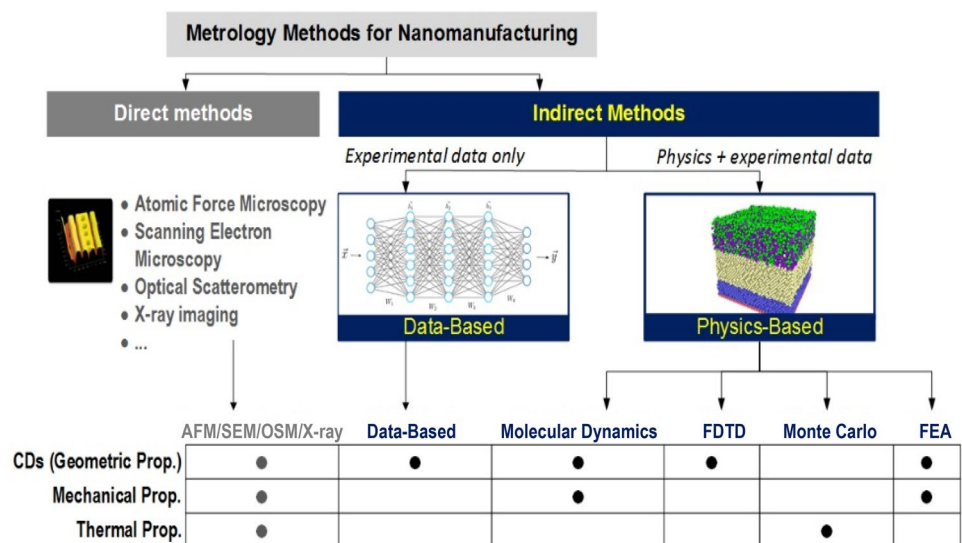 Metrology Methods for Nanomanufacturing
Direct methods
Indirect Methods
Experimental data only
Physics + experimental data
• Atomic Force Microscopy
• Scanning Electron
Microscopy
• Optical Scatterometry
• X-ray imaging
• ...
Data-Based
Physics-Based
AFM/SEM/OSM/X-ray Data-Based Molecular Dynamics FDTD Monte Carlo FEA
CDs (Geometric Prop.)
Mechanical Prop.
Thermal Prop.